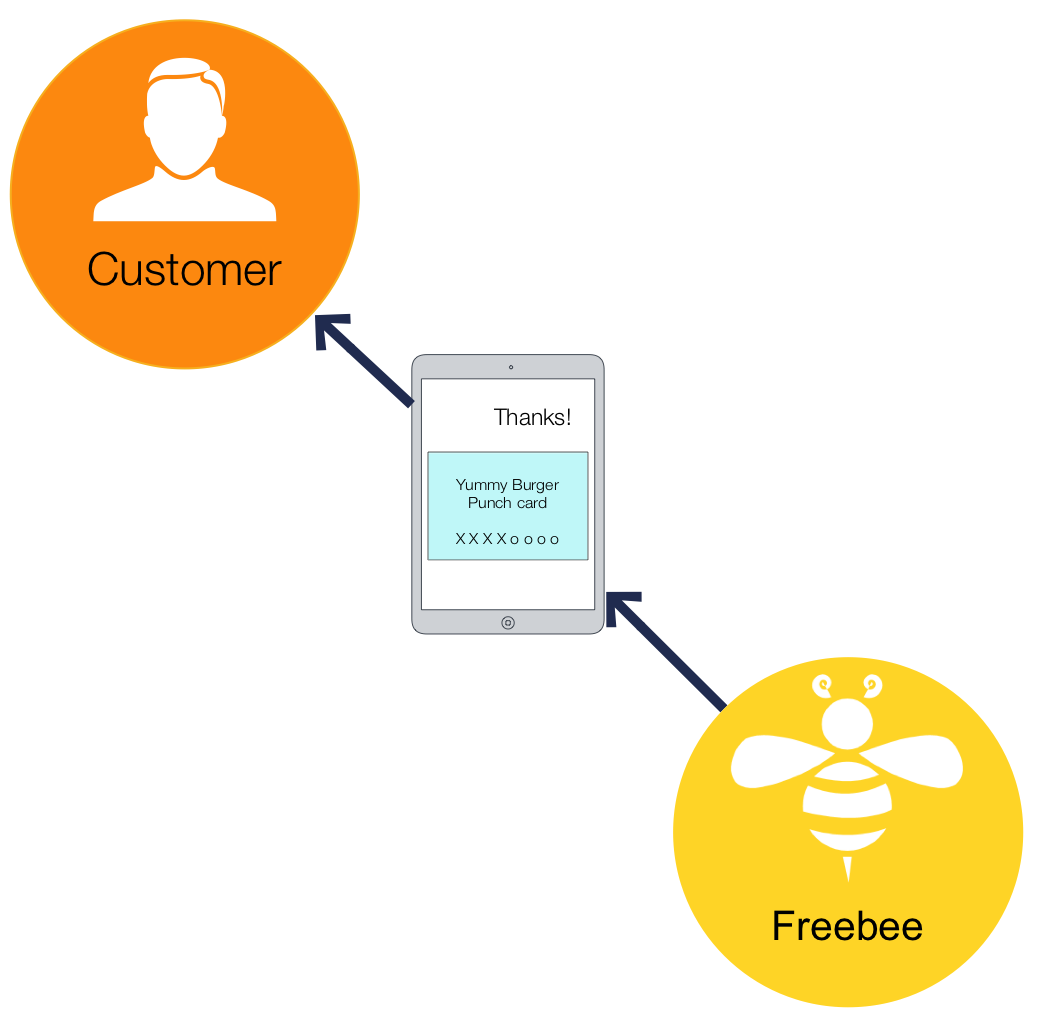 Customer
Thanks!
Yummy Burger
Punch card
X X X X o o o o
Freebee